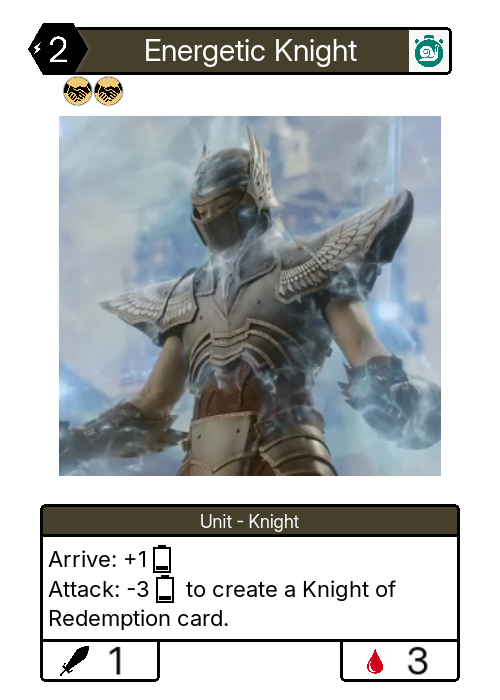 2
Energetic Knight
Unit - Knight
Arrive: +1
Attack: -3 to create a Knight of
Redemption card.
1
3